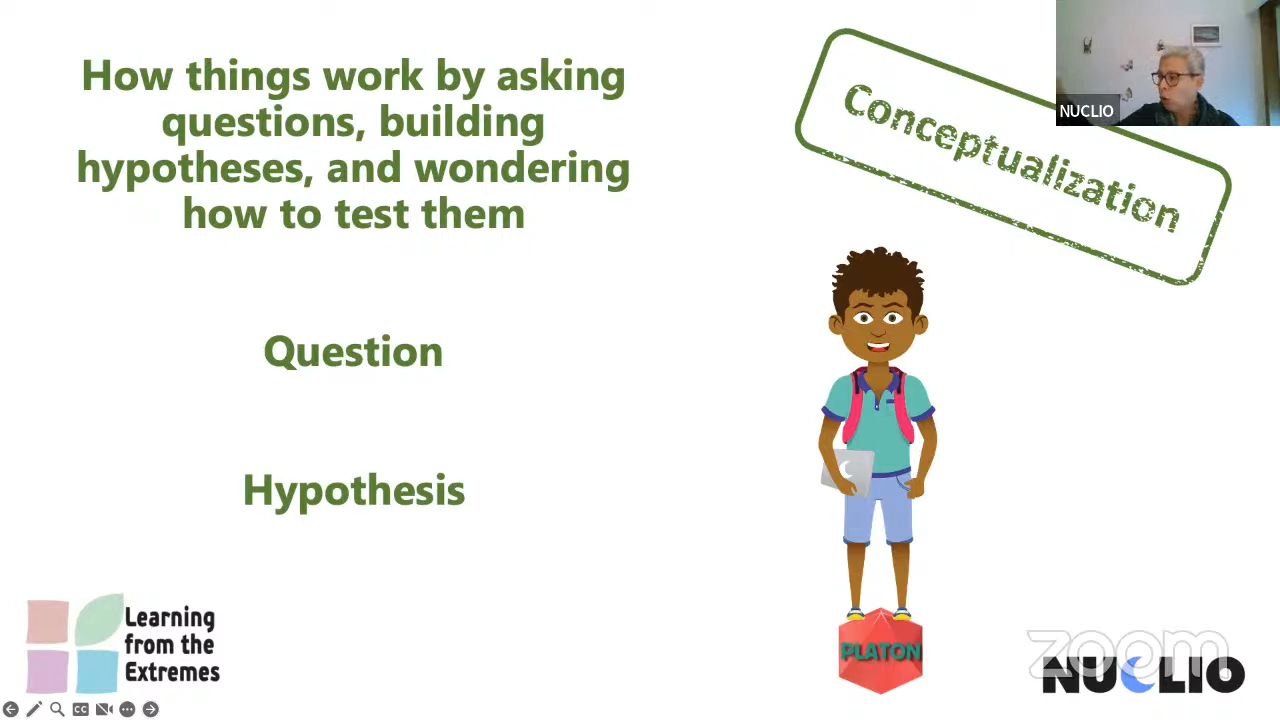 How things work by asking
questions, building
hypotheses, and wondering
how to test them
Conceptualization
NUCLIO
Question
Hypothesis
Learning
from the
Extremes
PLATON
zoom
NUCLIO
CC